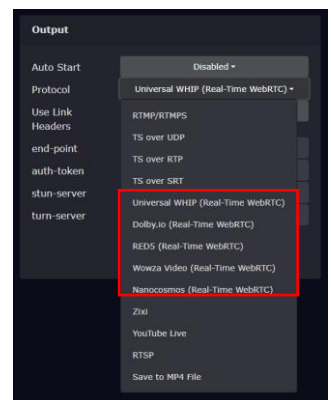 Output
Auto Start
Disabled
Protocol
Universal WHIP (Real-Time WebRTC)
Use Link
Headers
end-point
auth-token
stun-server
turn-server
RTMP/RTMPS
TS over UDP
TS over RTP
TS over SRT
Universal WHIP (Real-Time WebRTC)
Dolby.io (Real-Time WebRTC)
RED5 (Real-Time WebRTC)
Wowza Video (Real-Time WebRTC)
Nanocosmos (Real-Time WebRTC)
Zixi
YouTube Live
RTSP
Save to MP4 File